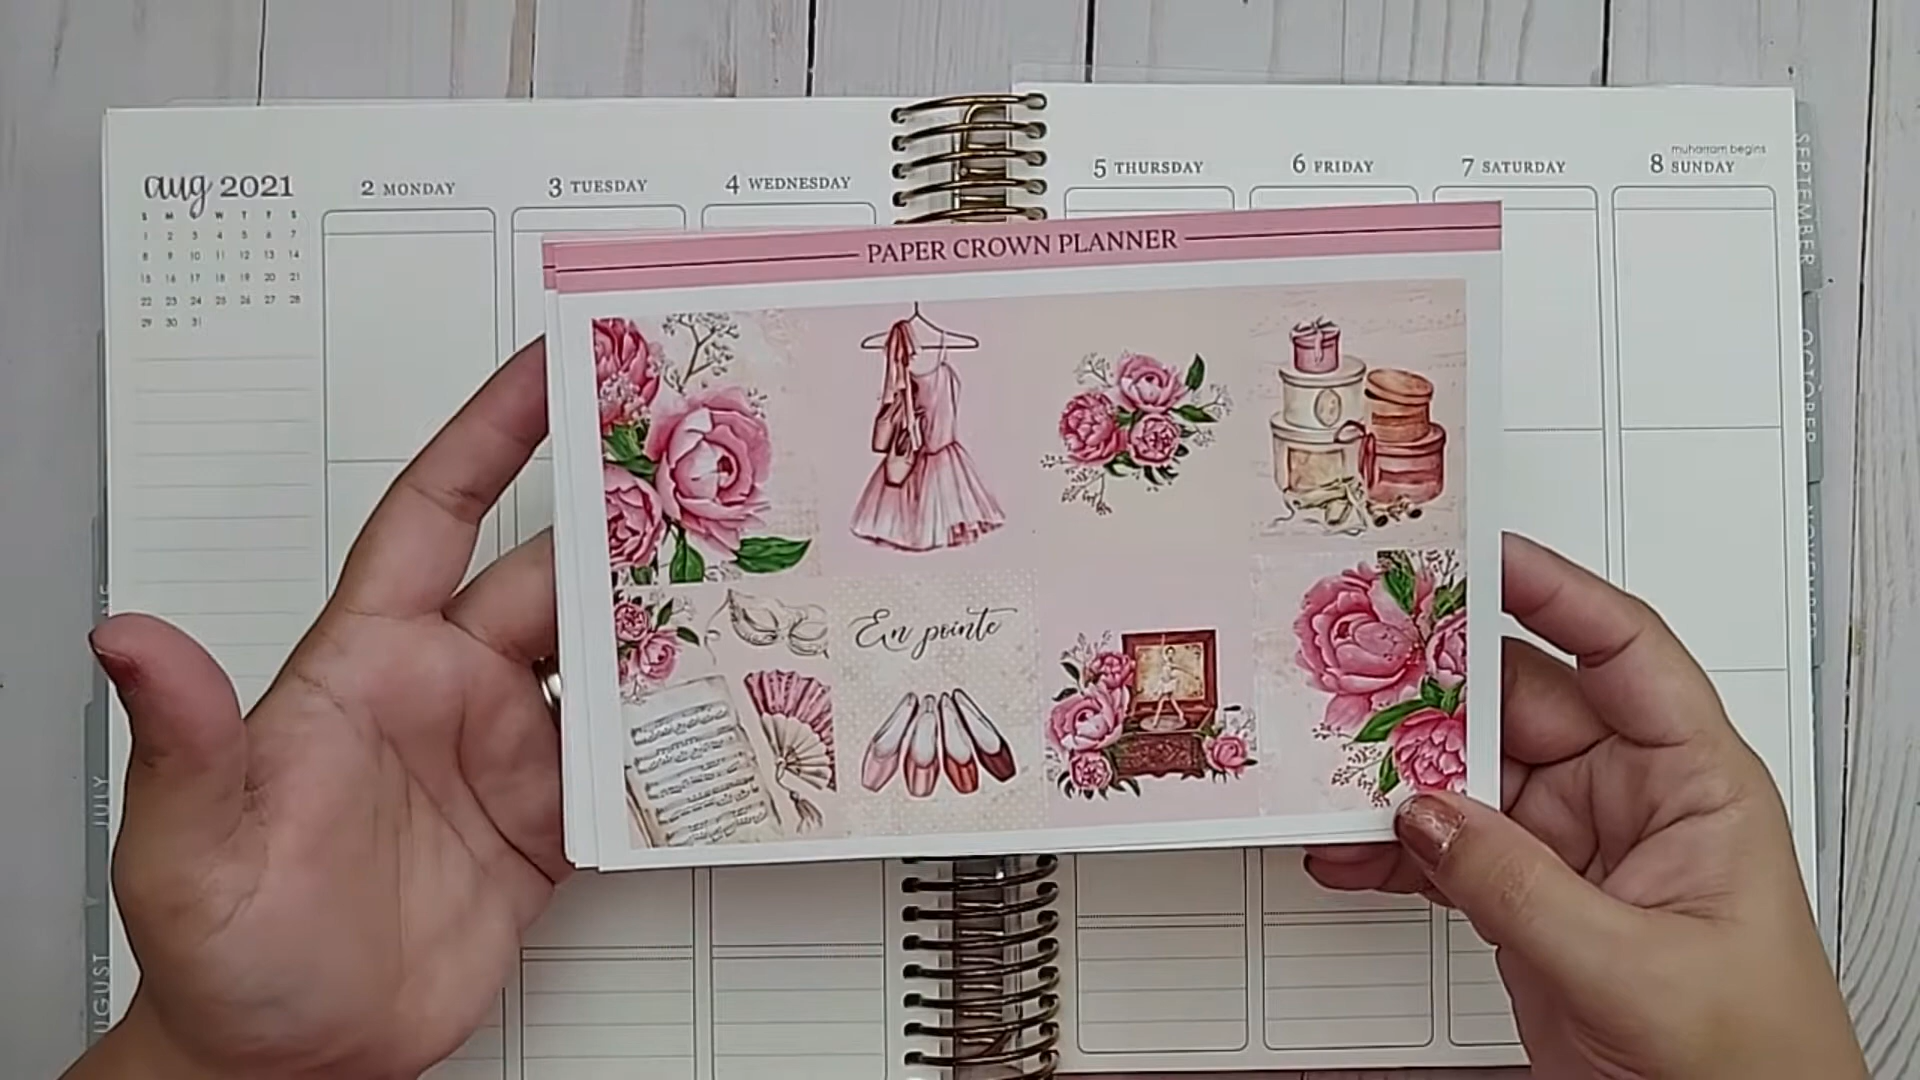 aug 2021
S M W T F S
1 2 3 4 5 6 7
8 9 10 11 12 13 14
15 16 17 18 19 20 21
22 23 24 25 26 27 28
29 30 31
2 MONDAY
3 TUESDAY
4 WEDNESDAY
5 THURSDAY
6 FRIDAY
7 SATURDAY
muharram begins
8 SUNDAY
PAPER CROWN PLANNER
En pointe
SEPTEMBER
OCTOBER
NOVEMBER
JULY
UGUST